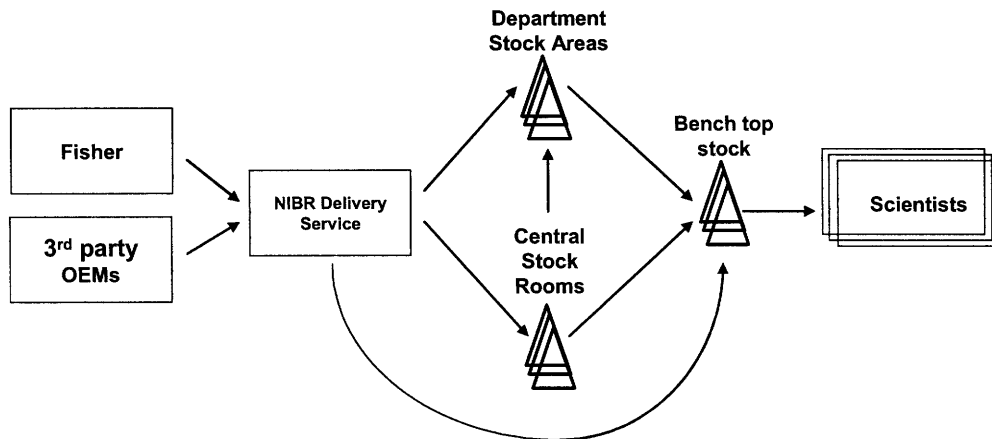 Department
Stock Areas
Fisher
3rd party
OEMs
NIBR Delivery
Service
Bench top
stock
Scientists
Central
Stock
Rooms